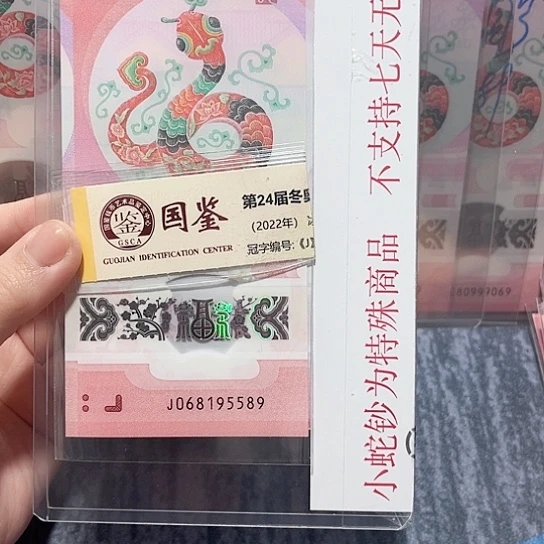 国鉴
GSCA
GUOJIAN IDENTIFICATION CENTER
第24届冬奥
(2022年)
冠字编号:《J
J068195589
小蛇钞为特殊商品 不支持七天无